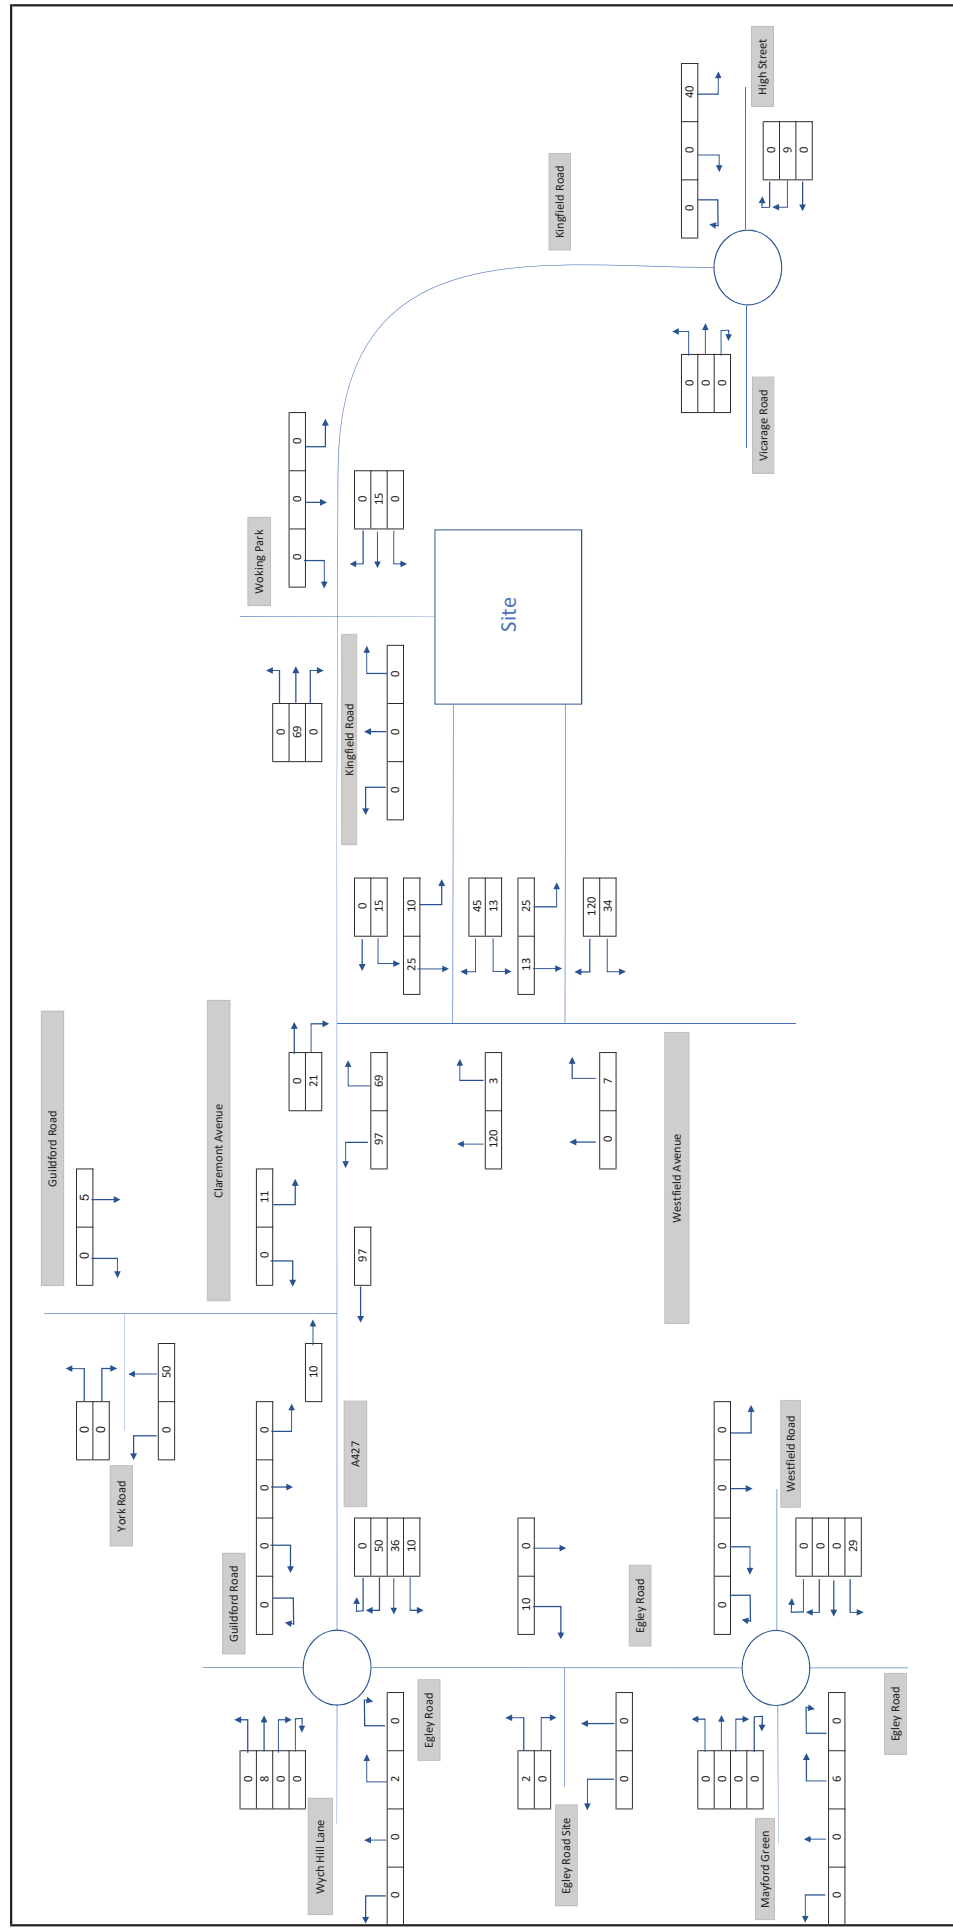 Guildford Road
0 5
0
0
York Road
0 50
Claremont Avenue
Guildford Road
0 0 0 0
0 11
Woking Park
0
8
0
0
0
69
0
0 0 0
0
21
10
Wych Hill Lane
Kingfield Road
A427
0
50
36
10
97
0
15
0
15
0
97 69
0 0 0
0 0 2 0
25 10
Egley Road
45
13
120 3
Site
13 25
10 0
2
0
Kingfield Road
Egley Road Site
120
34
0 7
0 0
Egley Road
Westfield Avenue
0 0 40
0
0
0
0
0
0
0
0 0 0 0
High Street
Vicarage Road
Mayford Green
0
9
0
Westfield Road
0
0
0
29
0 0 6 0
Egley Road